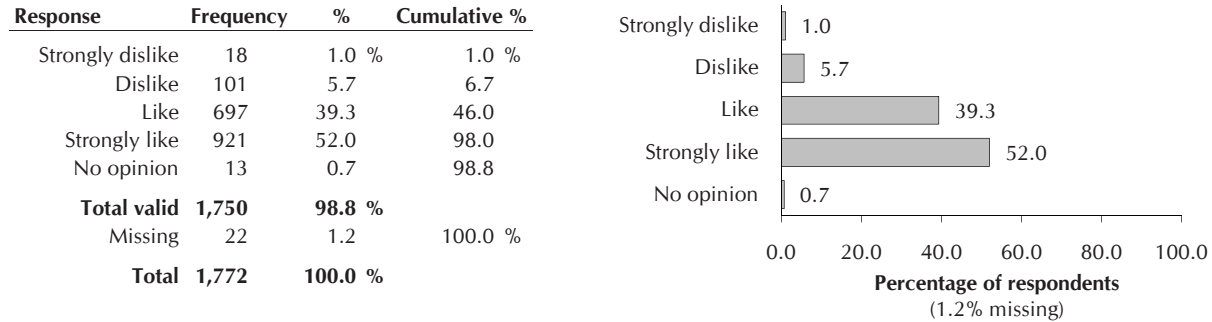 Response Frequency % Cumulative %
Strongly dislike 18 1.0 % 1.0 %
Dislike 101 5.7 6.7
Like 697 39.3 46.0
Strongly like 921 52.0 98.0
No opinion 13 0.7 98.8
Total valid 1,750 98.8 %
Missing 22 1.2 100.0 %
Total 1,772 100.0 %
Strongly dislike 1.0
Dislike 5.7
Like 39.3
Strongly like 52.0
No opinion 0.7
0.0 20.0 40.0 60.0 80.0 100.0
Percentage of respondents
(1.2% missing)